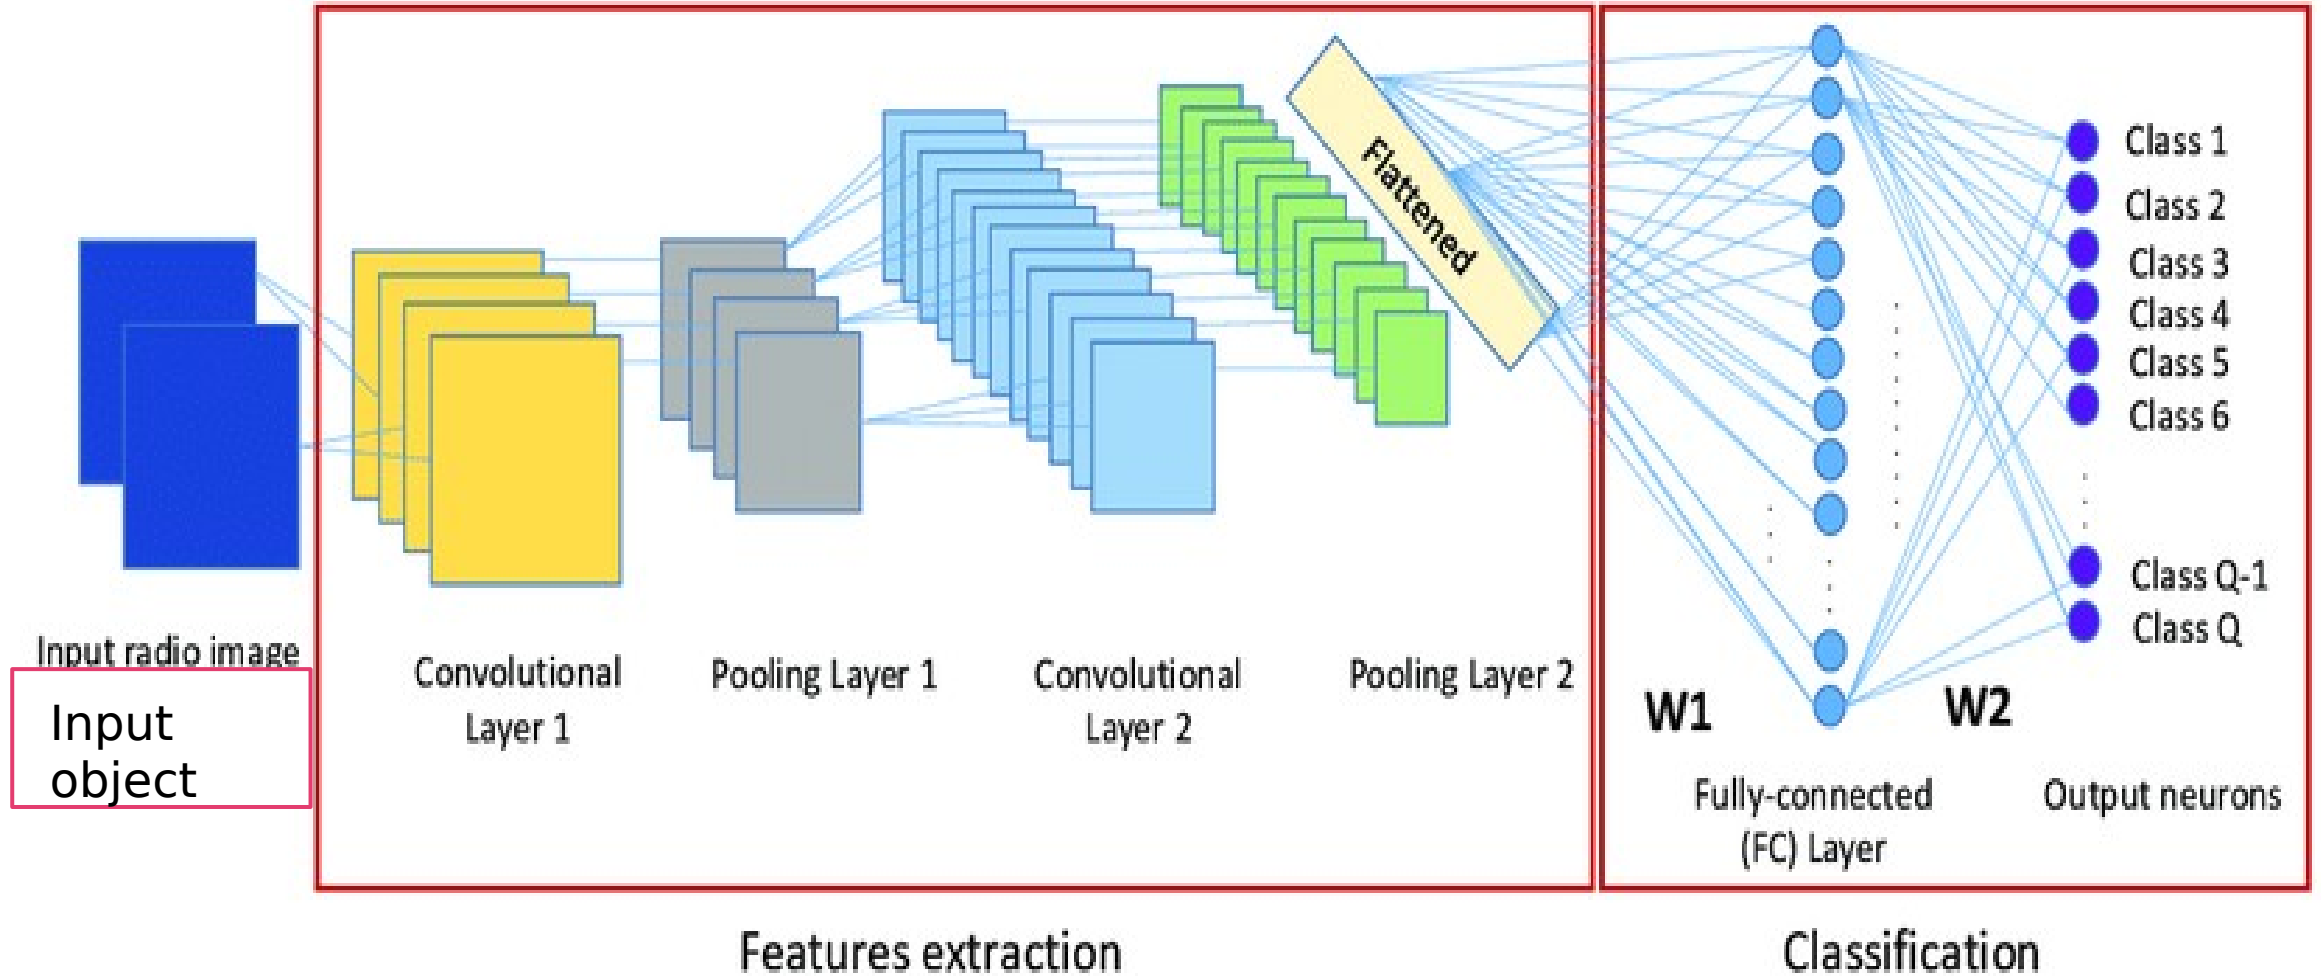 Flattened
Class 1
Class 2
Class 3
Class 4
Class 5
Class 6
Class Q-1
Class Q
Input radio image
Input
object
Convolutional
Layer 1
Pooling Layer 1
Convolutional
Layer 2
Pooling Layer 2
W1
W2
Fully-connected
(FC) Layer
Output neurons
Features extraction
Classification